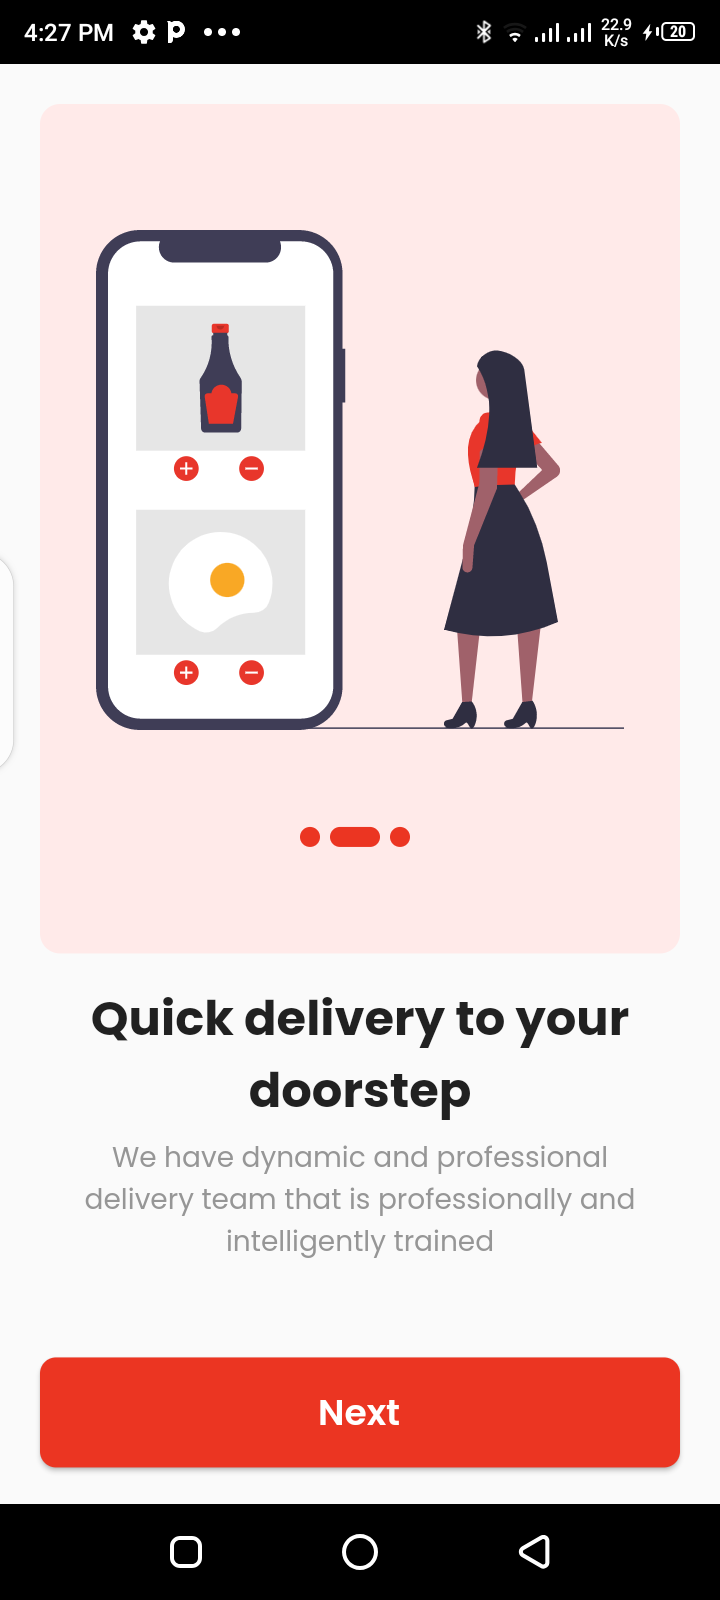 4:27 PM
22.9
K/s
20
Quick delivery to your
doorstep
We have dynamic and professional
delivery team that is professionally and
intelligently trained
Next